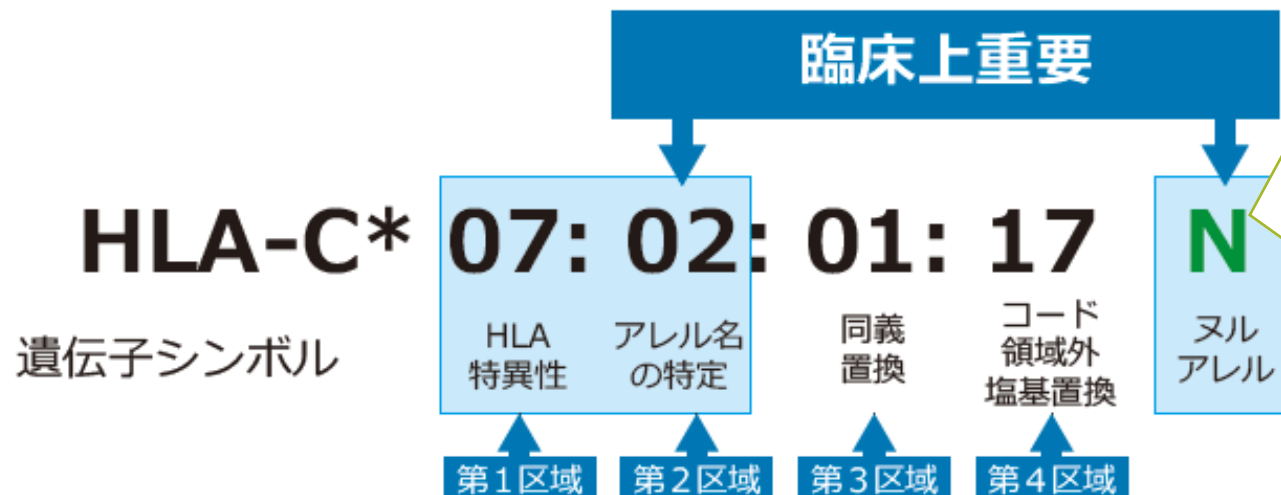 臨床上重要
HLA-C* 07: 02: 01: 17 N
遺伝子シンボル
HLA
特異性
アレル名
の特定
同義
置換
コード
領域外
塩基置換
ヌル
アレル
第1区域 第2区域 第3区域 第4区域